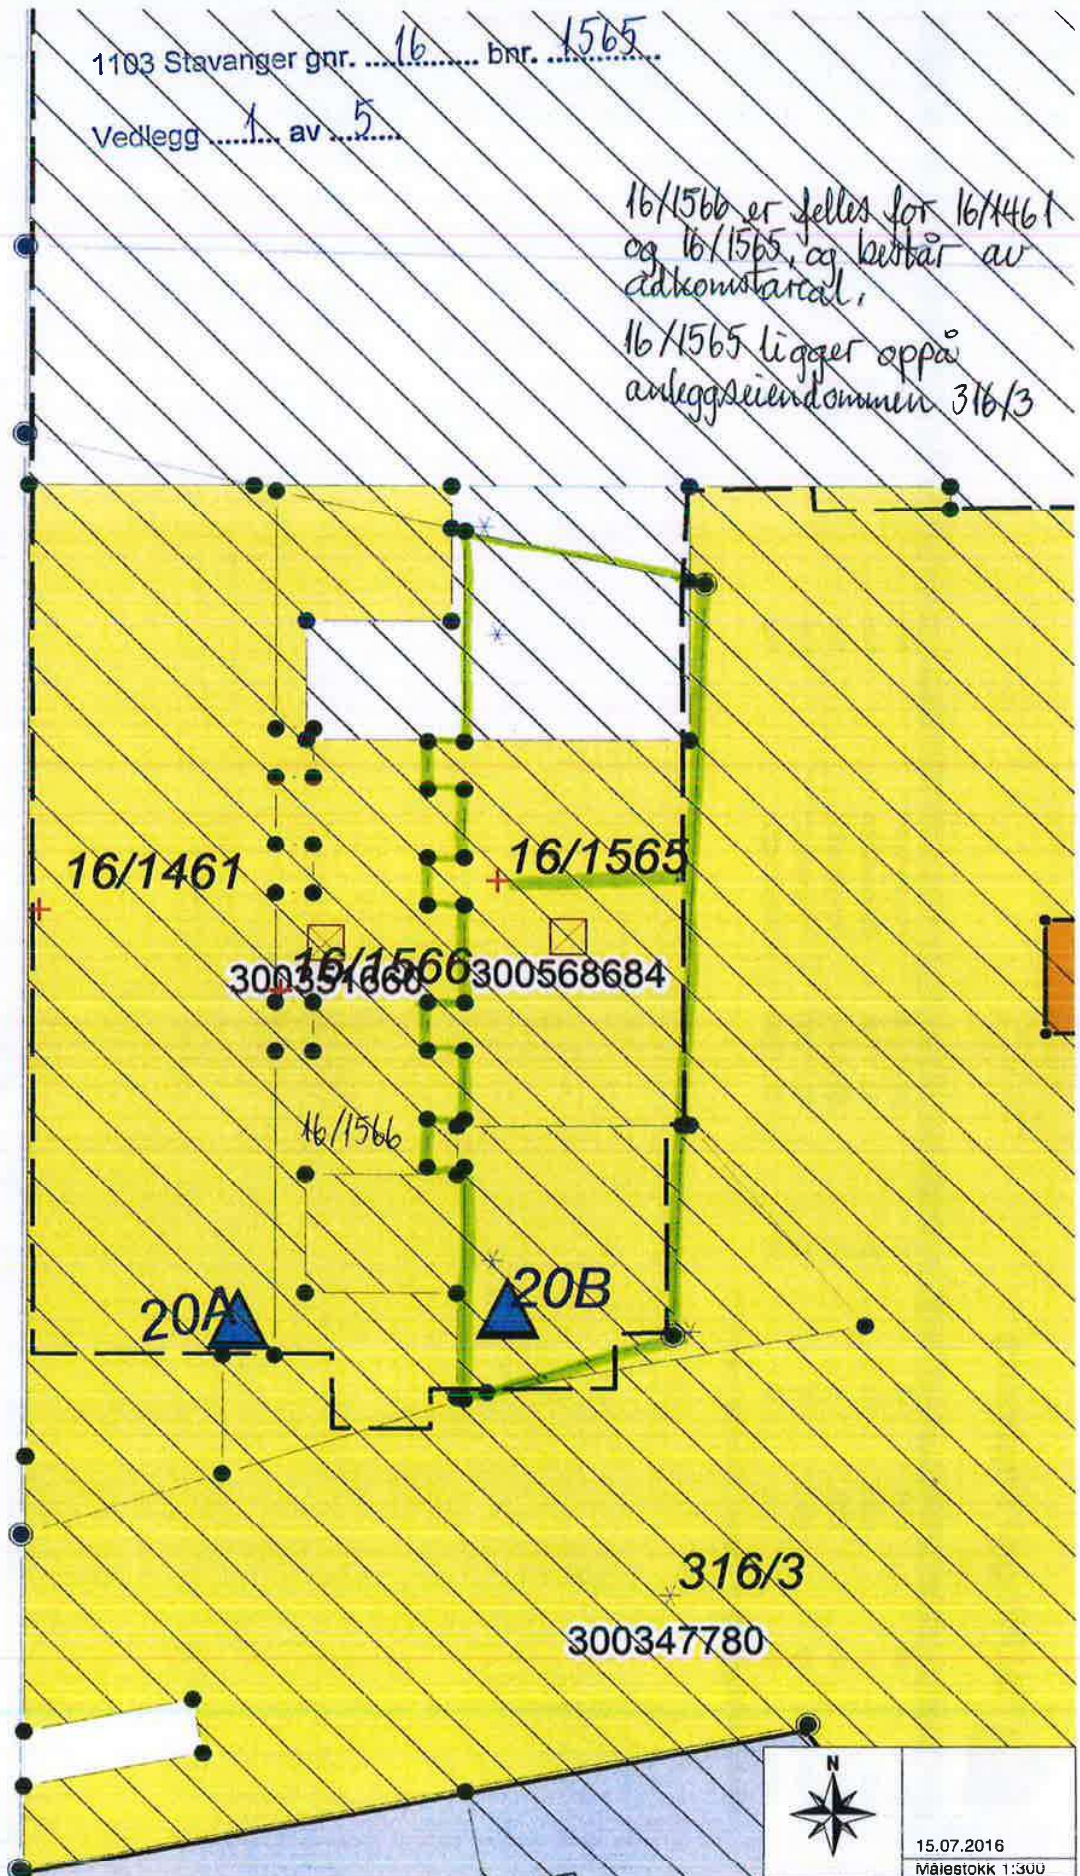 1103 Stavanger gnr. ....16........ bnr. .1565..........
Vedlegg .....1... av ...5....
16/1566 er felles for 16/1461
og 16/1565, og består av
adkomstareal.
16/1565 ligger oppå
anleggseiendommen 316/3
16/1461
16/1565
16/1566
300351660
300568684
16/1566
20A
20B
316/3
300347780
N
15.07.2016
Målestokk 1:300